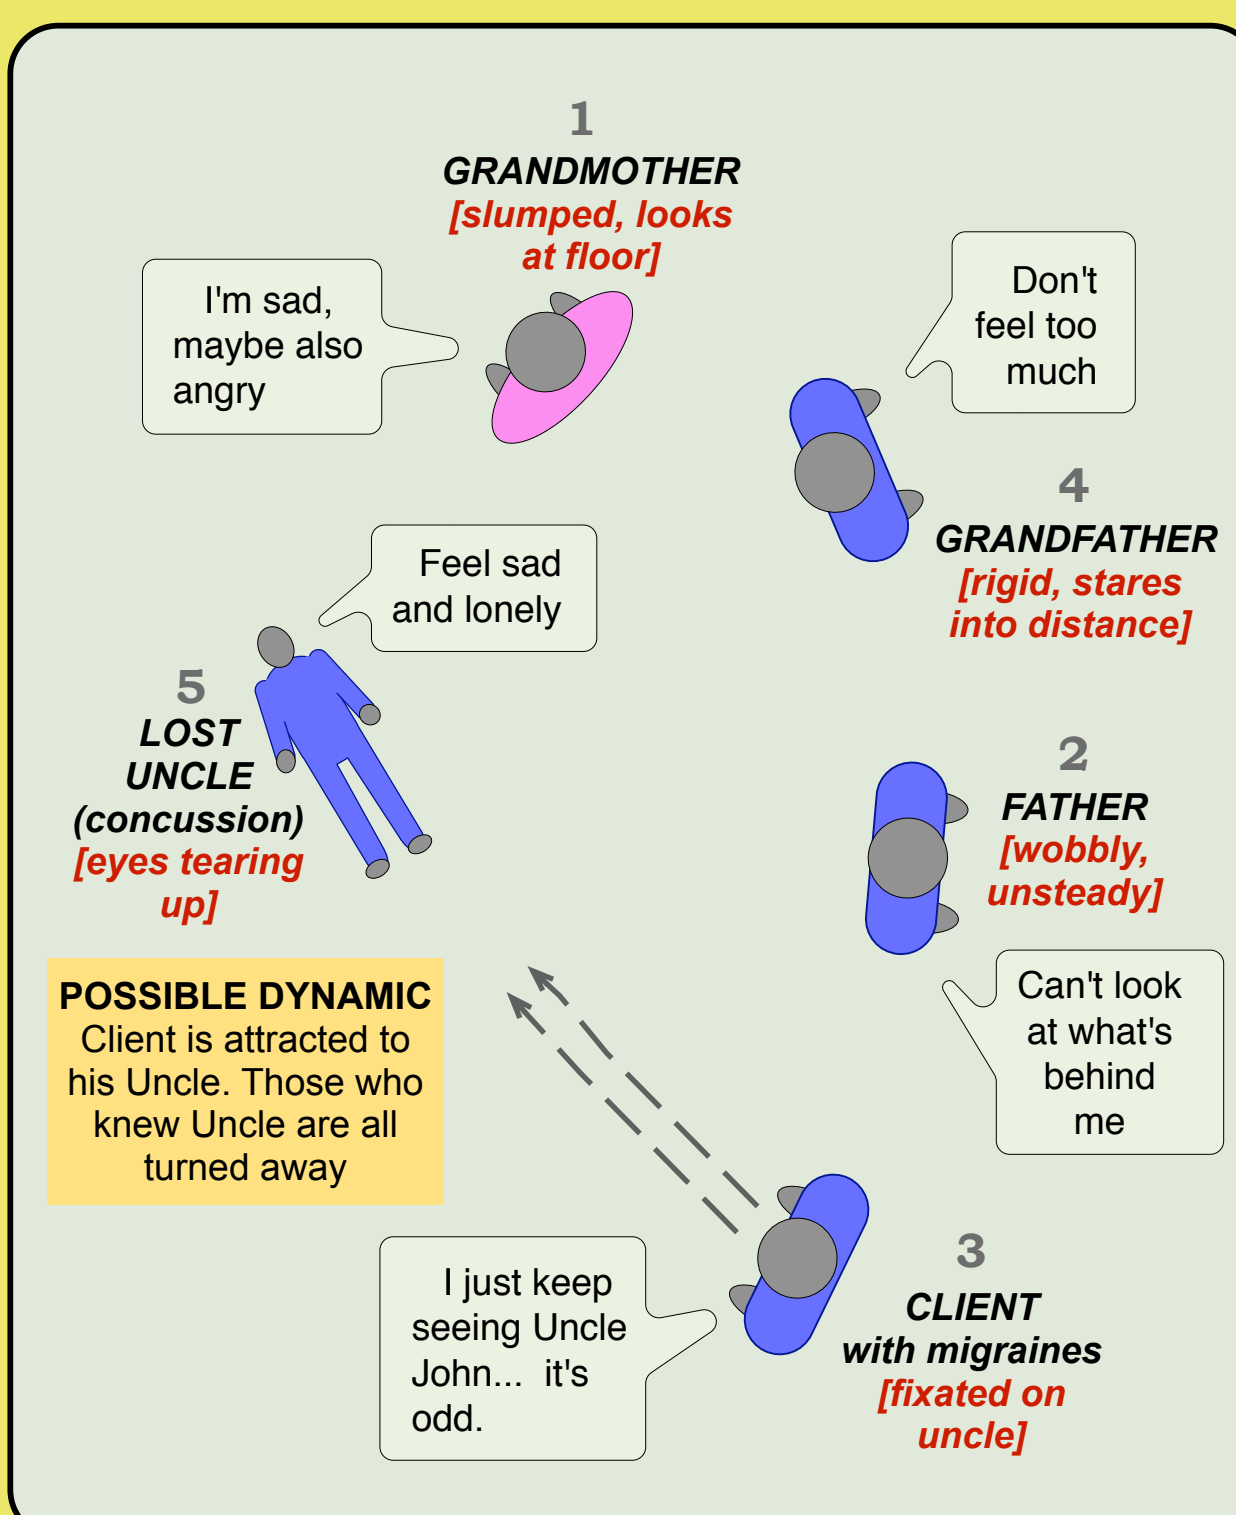 1
GRANDMOTHER
[slumped, looks
at floor]
I'm sad,
maybe also
angry
Don't
feel too
much
4
GRANDFATHER
[rigid, stares
into distance]
Feel sad
and lonely
5
LOST
UNCLE
(concussion)
[eyes tearing
up]
2
FATHER
[wobbly,
unsteady]
Can't look
at what's
behind
me
POSSIBLE DYNAMIC
Client is attracted to
his Uncle. Those who
knew Uncle are all
turned away
3
CLIENT
with migraines
[fixated on
uncle]
I just keep
seeing Uncle
John... it's
odd.